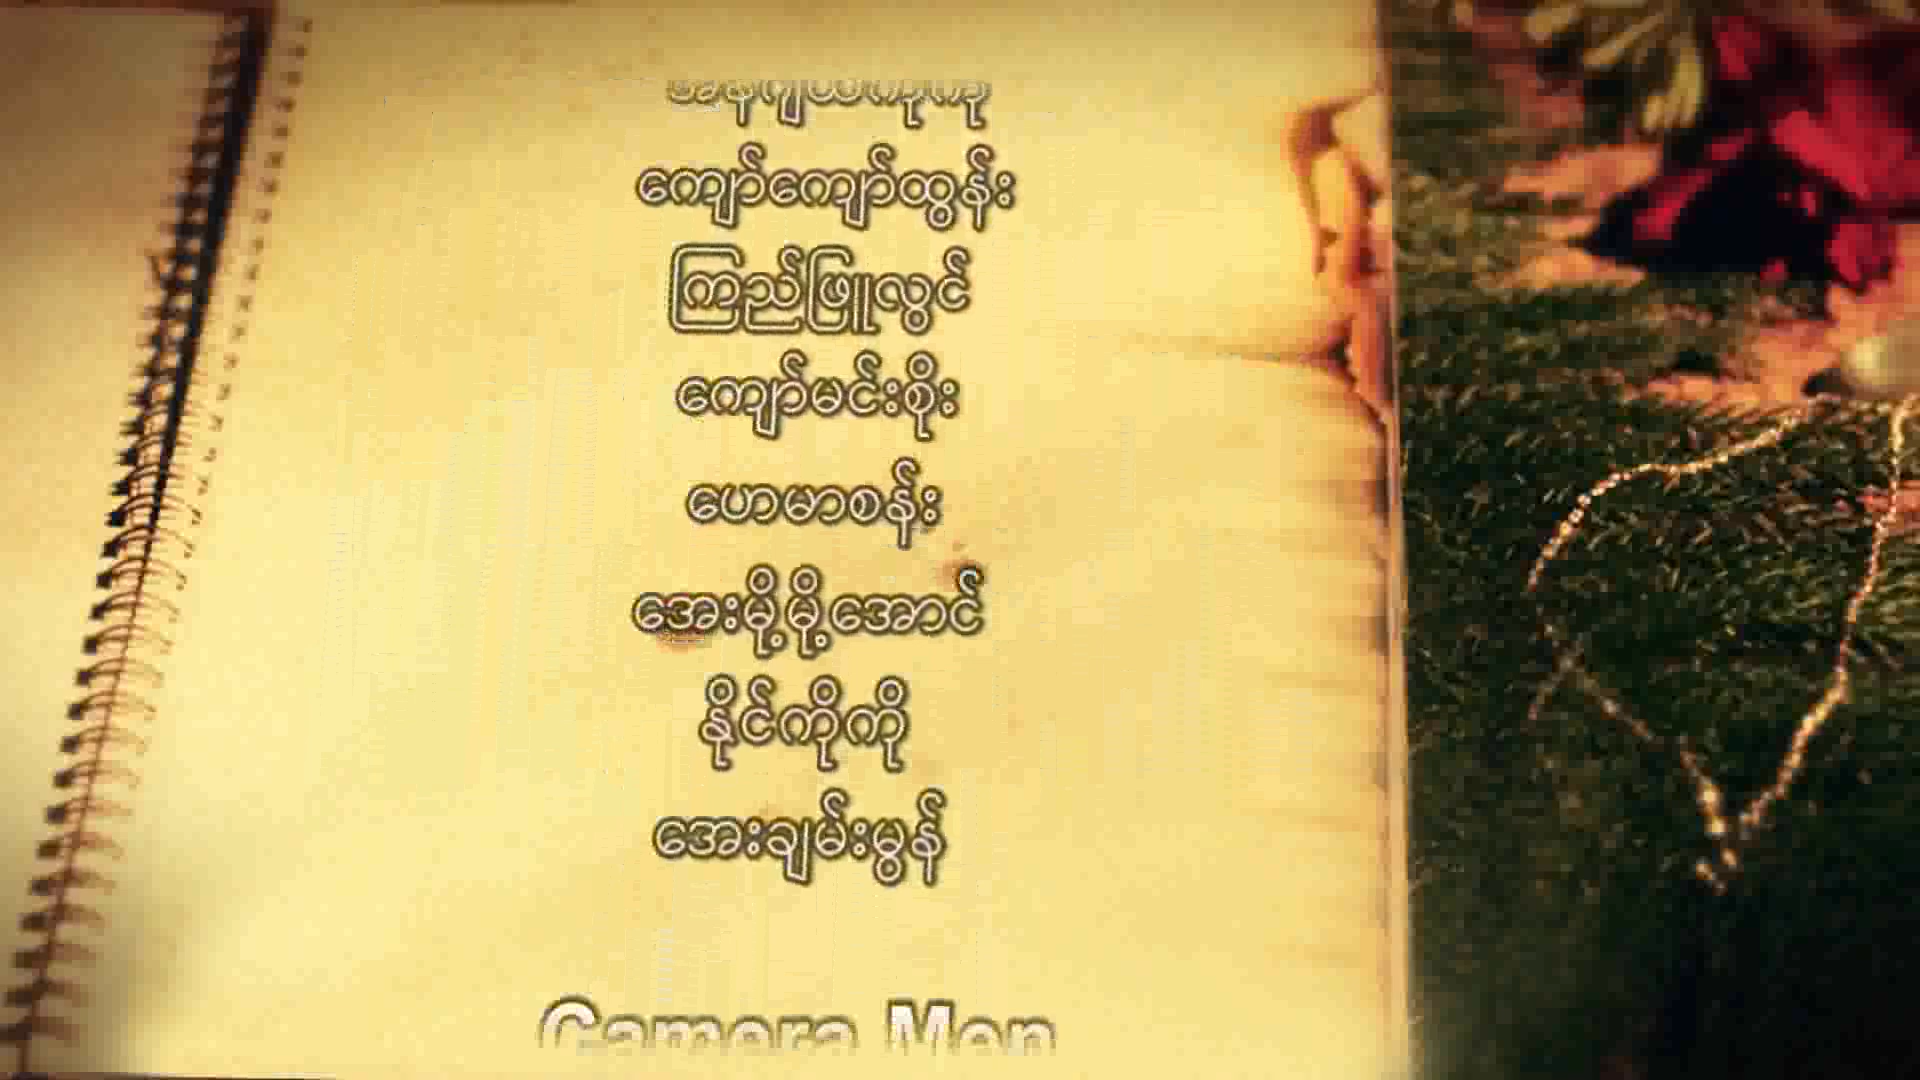 ကျော်ကျော်ထွန်း
ကြည်ဖြူလွင်
ကျော်မင်းစိုး
ဟေမာစန်း
အေးမို့မို့အောင်
နိုင်ကိုကို
အေးချမ်းမွန်
Camera Men